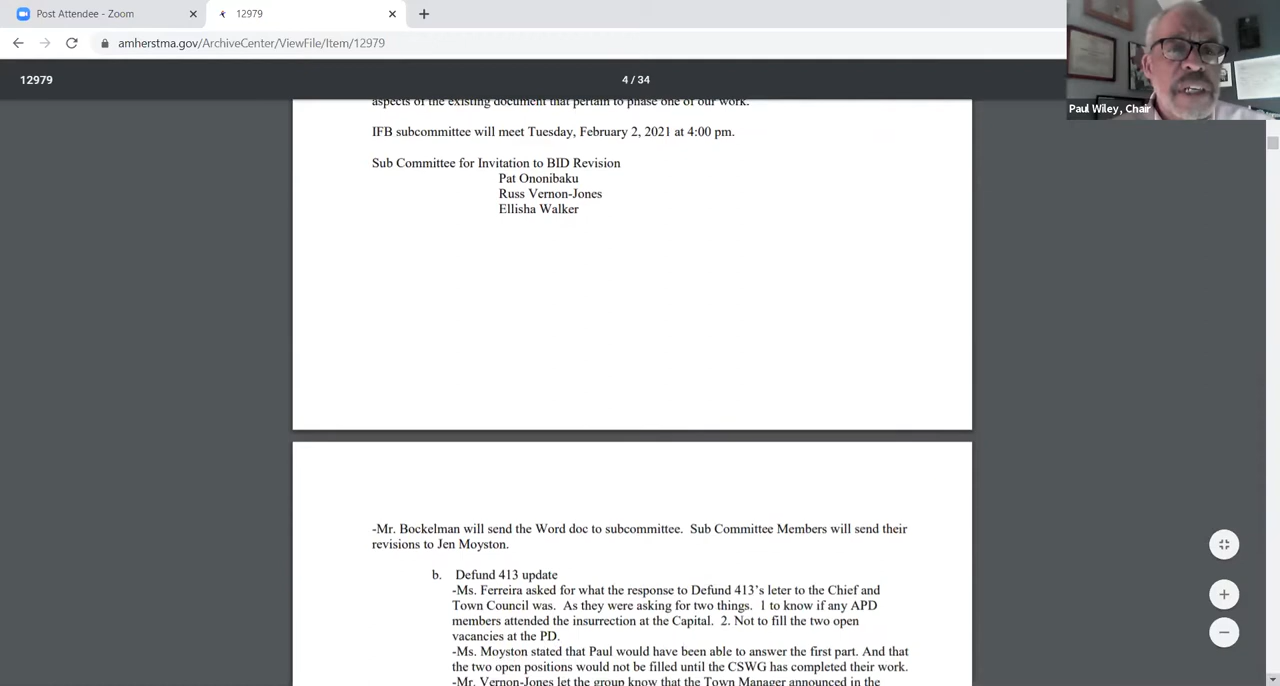 Post Attendee - Zoom
12979
amherstma.gov/ArchiveCenter/ViewFile/Item/12979
12979
4 / 34
Paul Wiley, Chair
aspects of the existing document that pertain to phase one of our work.
IFB subcommittee will meet Tuesday, February 2, 2021 at 4:00 pm.
Sub Committee for Invitation to BID Revision
Pat Ononibaku
Russ Vernon-Jones
Ellisha Walker
-Mr. Bockelman will send the Word doc to subcommittee.  Sub Committee Members will send their
revisions to Jen Moyston.
b. Defund 413 update
-Ms. Ferreira asked for what the response to Defund 413's leter to the Chief and
Town Council was.  As they were asking for two things.  1 to know if any APD
members attended the insurrection at the Capital.  2. Not to fill the two open
vacancies at the PD.
-Ms. Moyston stated that Paul would have been able to answer the first part. And that
the two open positions would not be filled until the CSWG has completed their work.
-Mr. Vernon-Jones let the group know that the Town Manager announced in the